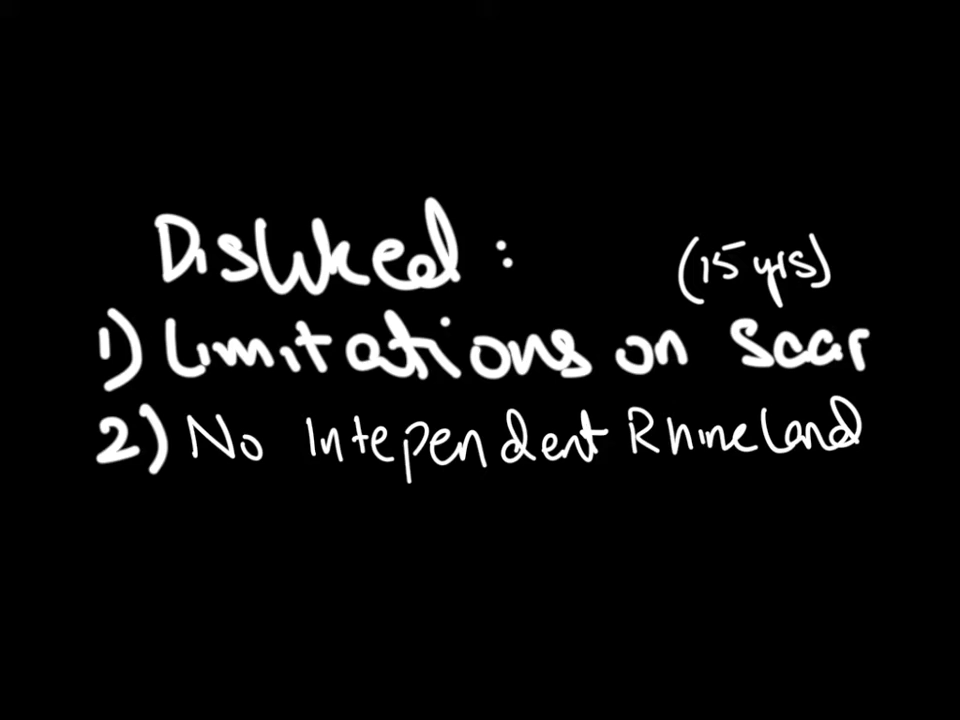 Disliked :
(15 yrs)
1) Limitations on Saar
2) No Intependent Rhineland